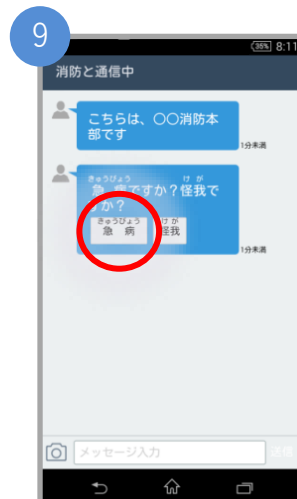 9
35% 8:11
消防と通信中
こちらは、〇〇消防本
部です
1分未満
きゅうびょう けが
急病ですか？怪我で
すか？
きゅうびょう けが
急病 怪我
1分未満
メッセージ入力
送信